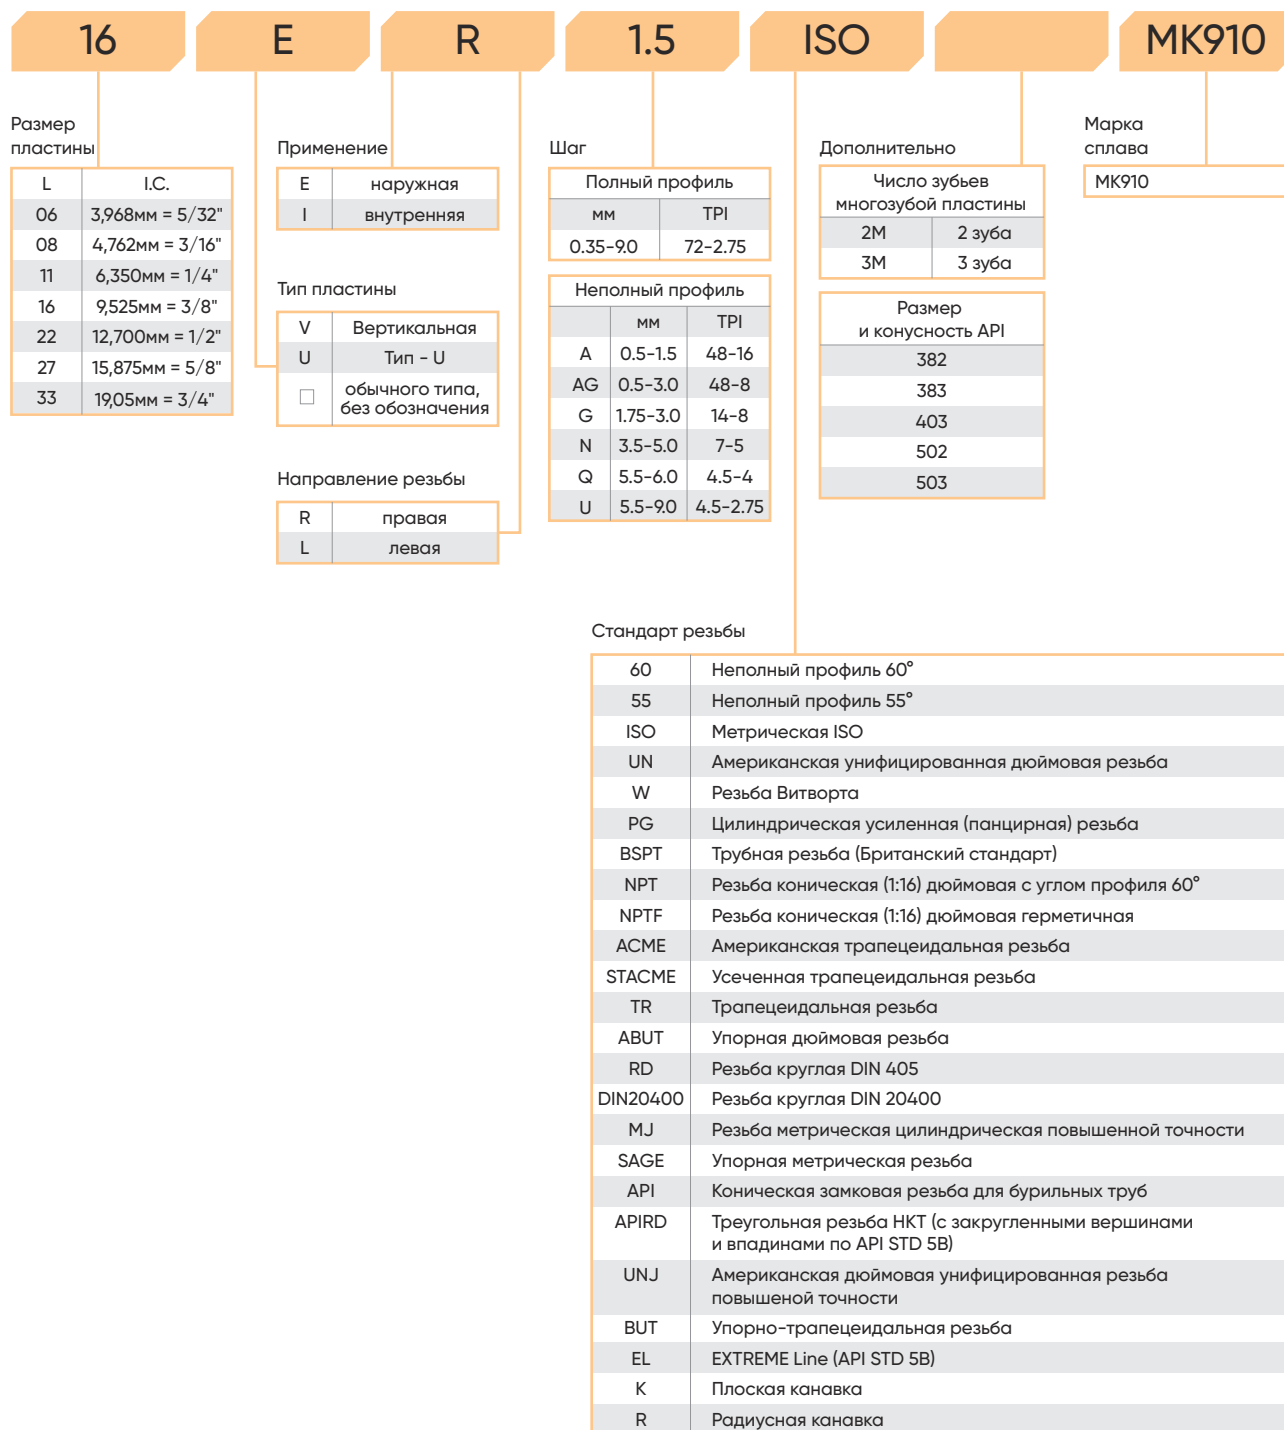 16 E R 1.5 ISO MK910
Размер
пластины
L I.C.
06 3,968мм = 5/32"
08 4,762мм = 3/16"
11 6,350мм = 1/4"
16 9,525мм = 3/8"
22 12,700мм = 1/2"
27 15,875мм = 5/8"
33 19,05мм = 3/4"
Применение
E наружная
I внутренняя
Тип пластины
V Вертикальная
U Тип - U
□ обычного типа,
без обозначения
Направление резьбы
R правая
L левая
Шаг
Полный профиль
мм TPI
0.35-9.0 72-2.75
Неполный профиль
мм TPI
A 0.5-1.5 48-16
AG 0.5-3.0 48-8
G 1.75-3.0 14-8
N 3.5-5.0 7-5
Q 5.5-6.0 4.5-4
U 5.5-9.0 4.5-2.75
Дополнительно
Число зубьев
многозубой пластины
2M 2 зуба
3M 3 зуба
Размер
и конусность API
382
383
403
502
503
Марка
сплава
MK910
Стандарт резьбы
60 Неполный профиль 60°
55 Неполный профиль 55°
ISO Метрическая ISO
UN Американская унифицированная дюймовая резьба
W Резьба Витворта
PG Цилиндрическая усиленная (панцирная) резьба
BSPT Трубная резьба (Британский стандарт)
NPT Резьба коническая (1:16) дюймовая с углом профиля 60°
NPTF Резьба коническая (1:16) дюймовая герметичная
ACME Американская трапецеидальная резьба
STACME Усеченная трапецеидальная резьба
TR Трапецеидальная резьба
ABUT Упорная дюймовая резьба
RD Резьба круглая DIN 405
DIN20400 Резьба круглая DIN 20400
MJ Резьба метрическая цилиндрическая повышенной точности
SAGE Упорная метрическая резьба
API Коническая замковая резьба для бурильных труб
APIRD Треугольная резьба НКТ (с закругленными вершинами
и впадинами по API STD 5B)
UNJ Американская дюймовая унифицированная резьба
повышеной точности
BUT Упорно-трапецеидальная резьба
EL EXTREME Line (API STD 5B)
K Плоская канавка
R Радиусная канавка